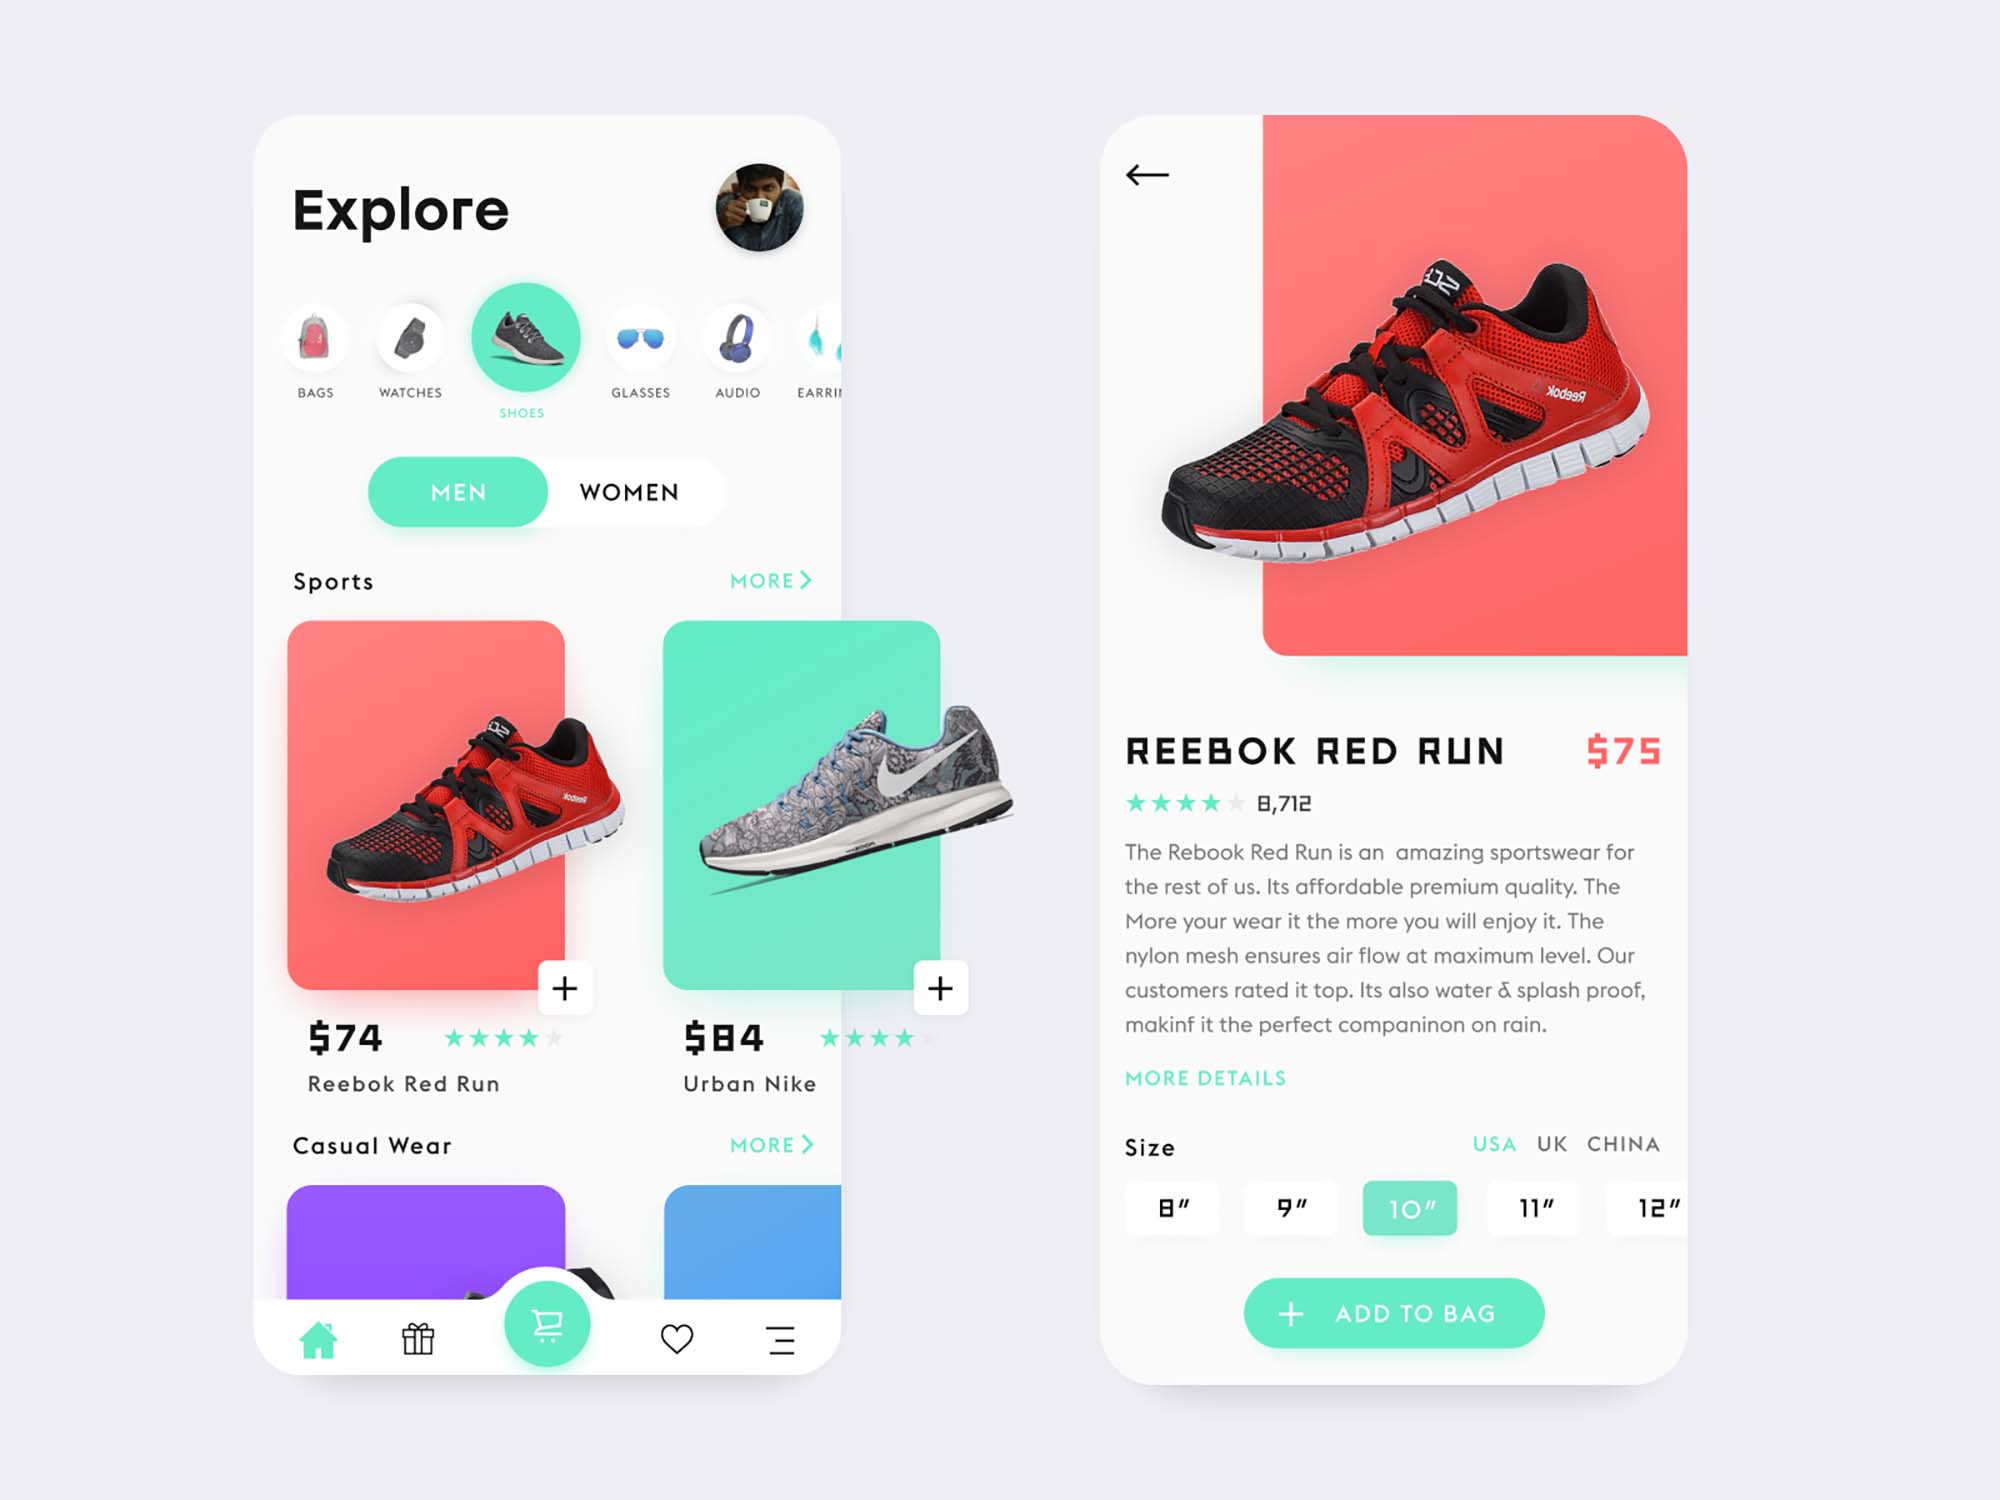 Explore
BAGS
WATCHES
SHOES
GLASSES
AUDIO
EARRI
MEN
WOMEN
Sports
MORE
Reebok
$74
Reebok Red Run
$84
Urban Nike
Casual Wear
MORE
Reebok
REEBOK RED RUN
$75
8,712
The Rebook Red Run is an amazing sportswear for
the rest of us. Its affordable premium quality. The
More your wear it the more you will enjoy it. The
nylon mesh ensures air flow at maximum level. Our
customers rated it top. Its also water & splash proof,
makinf it the perfect companinon on rain.
MORE DETAILS
Size
USA UK CHINA
8"
9"
10"
11"
12"
+ ADD TO BAG